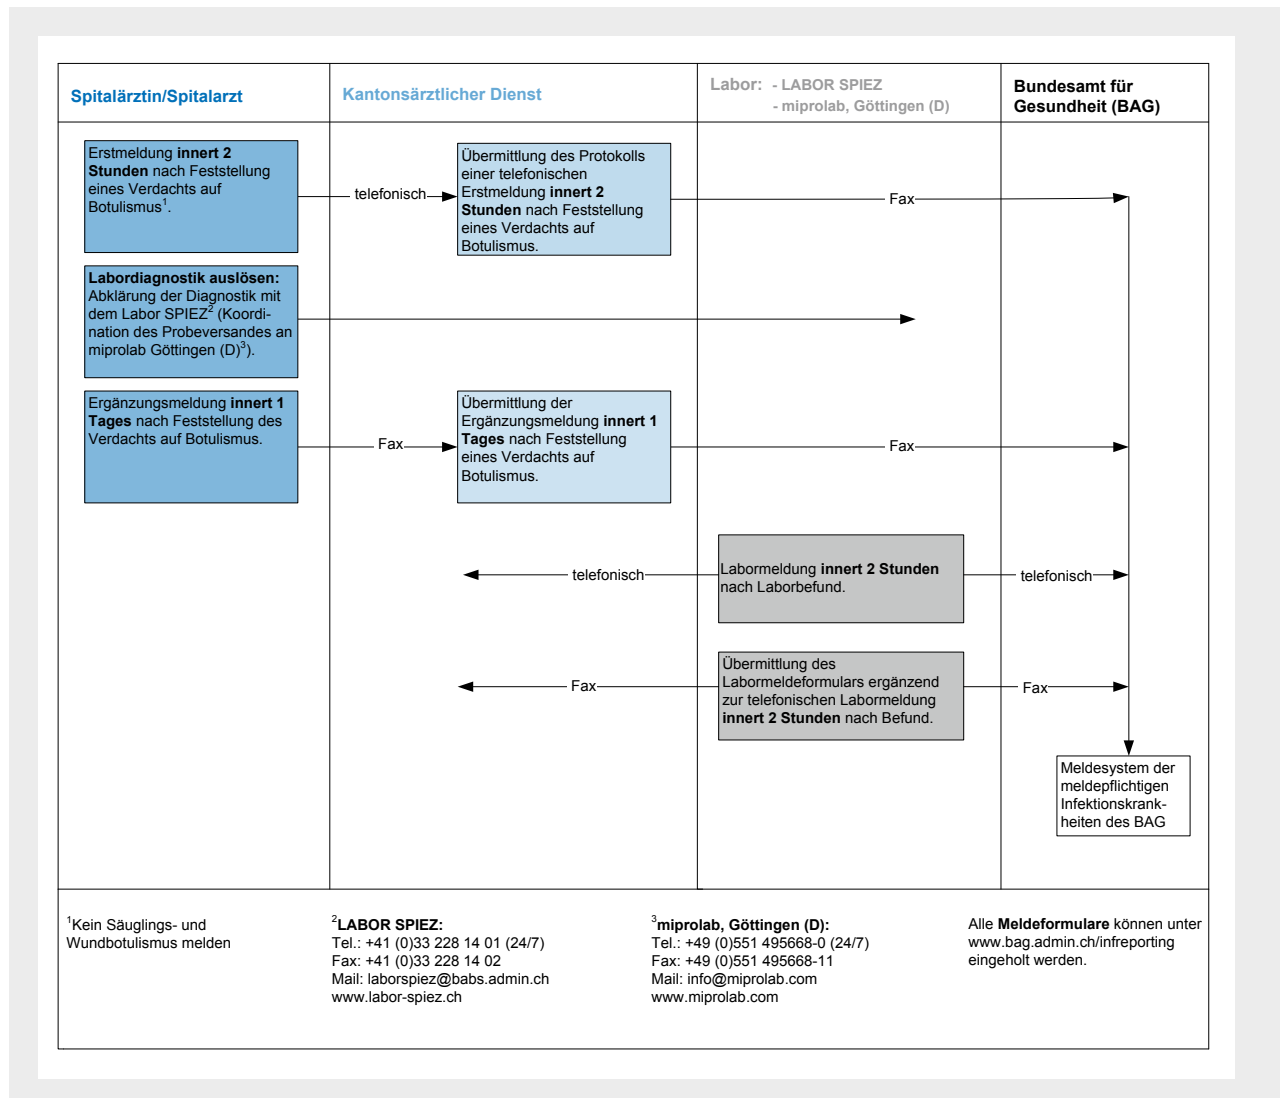 Spitalärztin/Spitalarzt
Kantonsärztlicher Dienst
Labor: - LABOR SPIEZ
- miprolab, Göttingen (D)
Bundesamt für
Gesundheit (BAG)
Erstmeldung innert 2
Stunden nach Feststellung
eines Verdachts auf
Botulismus¹.
telefonisch
Übermittlung des Protokolls
einer telefonischen
Erstmeldung innert 2
Stunden nach Feststellung
eines Verdachts auf
Botulismus.
Fax
Labordiagnostik auslösen:
Abklärung der Diagnostik mit
dem Labor SPIEZ² (Koordi-
nation des Probeversandes an
miprolab Göttingen (D)³).
Ergänzungsmeldung innert 1
Tages nach Feststellung des
Verdachts auf Botulismus.
Fax
Übermittlung der
Ergänzungsmeldung innert 1
Tages nach Feststellung
eines Verdachts auf
Botulismus.
Fax
telefonisch
Labormeldung innert 2 Stunden
nach Laborbefund.
telefonisch
Fax
Übermittlung des
Labormeldeformulars ergänzend
zur telefonischen Labormeldung
innert 2 Stunden nach Befund.
Fax
Meldesystem der
meldepflichtigen
Infektionskrank-
heiten des BAG
¹Kein Säuglings- und
Wundbotulismus melden
²LABOR SPIEZ:
Tel.: +41 (0)33 228 14 01 (24/7)
Fax: +41 (0)33 228 14 02
Mail: laborspiez@babs.admin.ch
www.labor-spiez.ch
³miprolab, Göttingen (D):
Tel.: +49 (0)551 495668-0 (24/7)
Fax: +49 (0)551 495668-11
Mail: info@miprolab.com
www.miprolab.com
Alle Meldeformulare können unter
www.bag.admin.ch/infreporting
eingeholt werden.